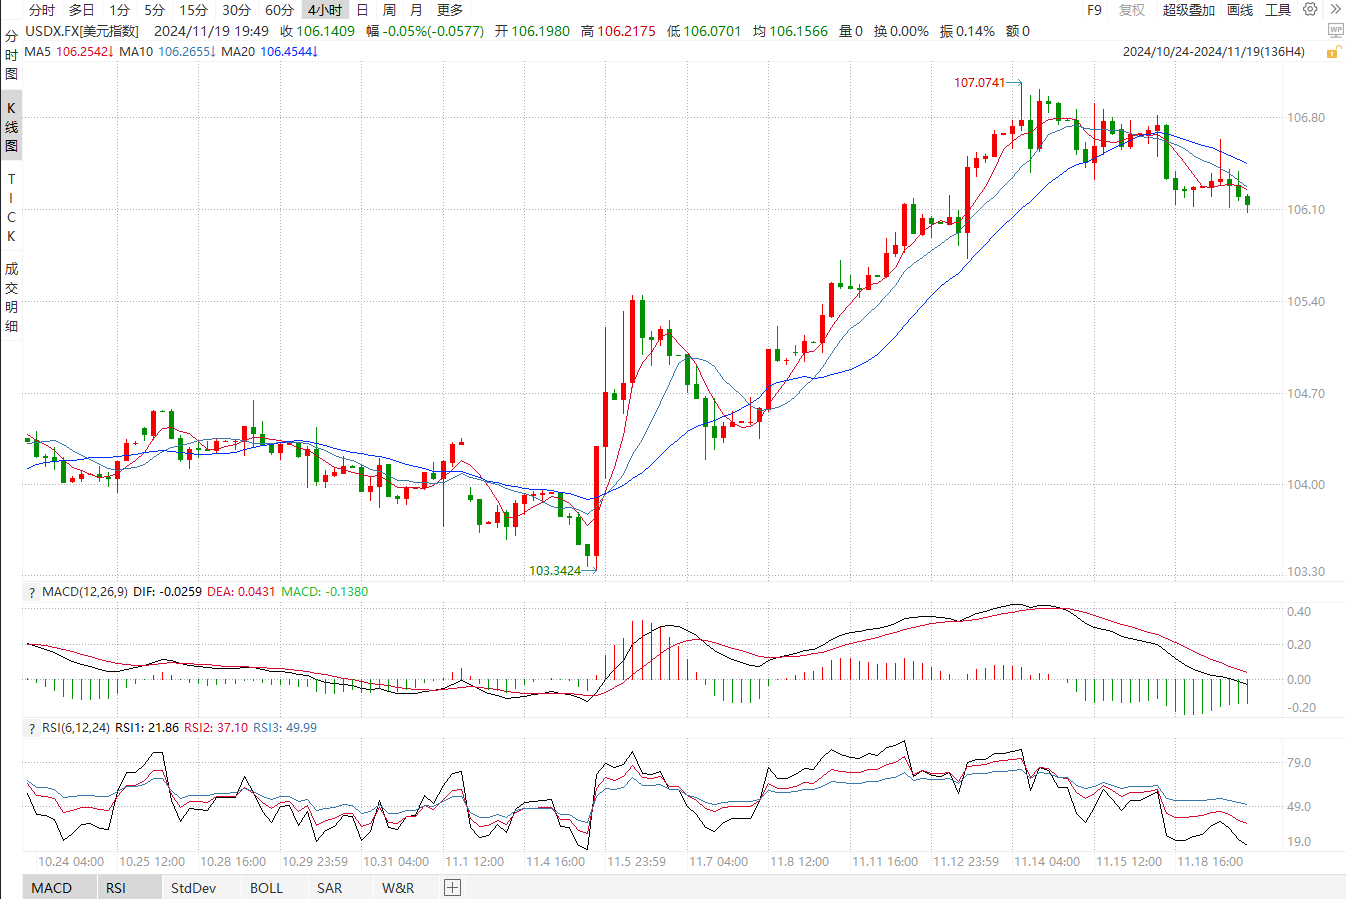 分时 多日 1分 5分 15分 30分 60分 4小时 日 周 月 更多 F9 复权 超级叠加 画线 工具
USDX.FX[美元指数] 2024/11/19 19:49 收 106.1409 幅 -0.05%(-0.0577) 开 106.1980 高 106.2175 低 106.0701 均 106.1566 量 0 换 0.00% 振 0.14% 额 0
WP
MA5 106.2542↓ MA10 106.2655↓ MA20 106.4544↓ 2024/10/24-2024/11/19(136H4)
分时图
K线图
TICK
成交明细
107.0741
106.80
106.10
105.40
104.70
104.00
103.3424
103.30
? MACD(12,26,9) DIF: -0.0259 DEA: 0.0431 MACD: -0.1380
0.40
0.20
0.00
-0.20
? RSI(6,12,24) RSI1: 21.86 RSI2: 37.10 RSI3: 49.99
79.0
49.0
19.0
10.24 04:00 10.25 12:00 10.28 16:00 10.29 23:59 10.31 04:00 11.1 12:00 11.4 16:00 11.5 23:59 11.7 04:00 11.8 12:00 11.11 16:00 11.12 23:59 11.14 04:00 11.15 12:00 11.18 16:00
MACD RSI StdDev BOLL SAR W&R